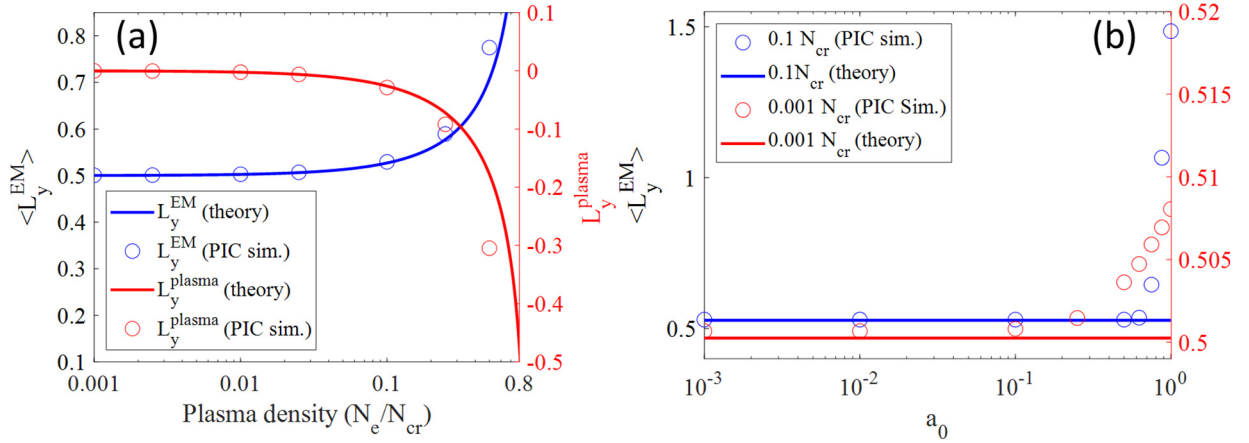 (a)
0.8
0.7
0.6
0.5
0.4
0.3
0.2
0.1
<L_y^EM>
0.1
0
-0.1
-0.2
-0.3
-0.4
-0.5
L_y^plasma
L_y^EM (theory)
L_y^EM (PIC sim.)
L_y^plasma (theory)
L_y^plasma (PIC sim.)
0.001 0.01 0.1 0.8
Plasma density (N_e/N_cr)
(b)
1.5
1
0.5
<L_y^EM>
0.52
0.515
0.51
0.505
0.5
0.1 N_cr (PIC sim.)
0.1N_cr (theory)
0.001 N_cr (PIC Sim.)
0.001 N_cr (theory)
10^-3 10^-2 10^-1 10^0
a_0